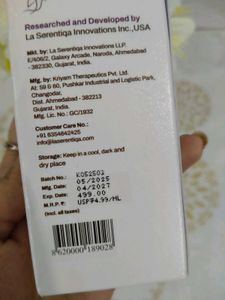 Researched and Developed by
La Serentiqa Innovations Inc.,USA
Mkt. by: La Serentiqa Innovations LLP.
E/406/2, Galaxy Arcade, Naroda, Ahmedabad
- 382330, Gujarat, India.
Mfg. by.: Kriyam Therapeutics Pvt. Ltd.
At: 59 & 60, Pushkar Industrial and Logistic Park,
Changodar,
Dist. Ahmedabad - 382213
Gujarat, India
Mfg. Lic. No.: GC/1932
Customer Care No.:
+91 6354842425
info@laserentiqa.com
Storage: Keep in a cool, dark and
dry place
Batch No.: K052502
Mfg. Date: 05/2025
Exp. Date: 04/2027
M.R.P. ₹: 499.00
(incl. all taxes) USP₹4.99/ML
8620000189028